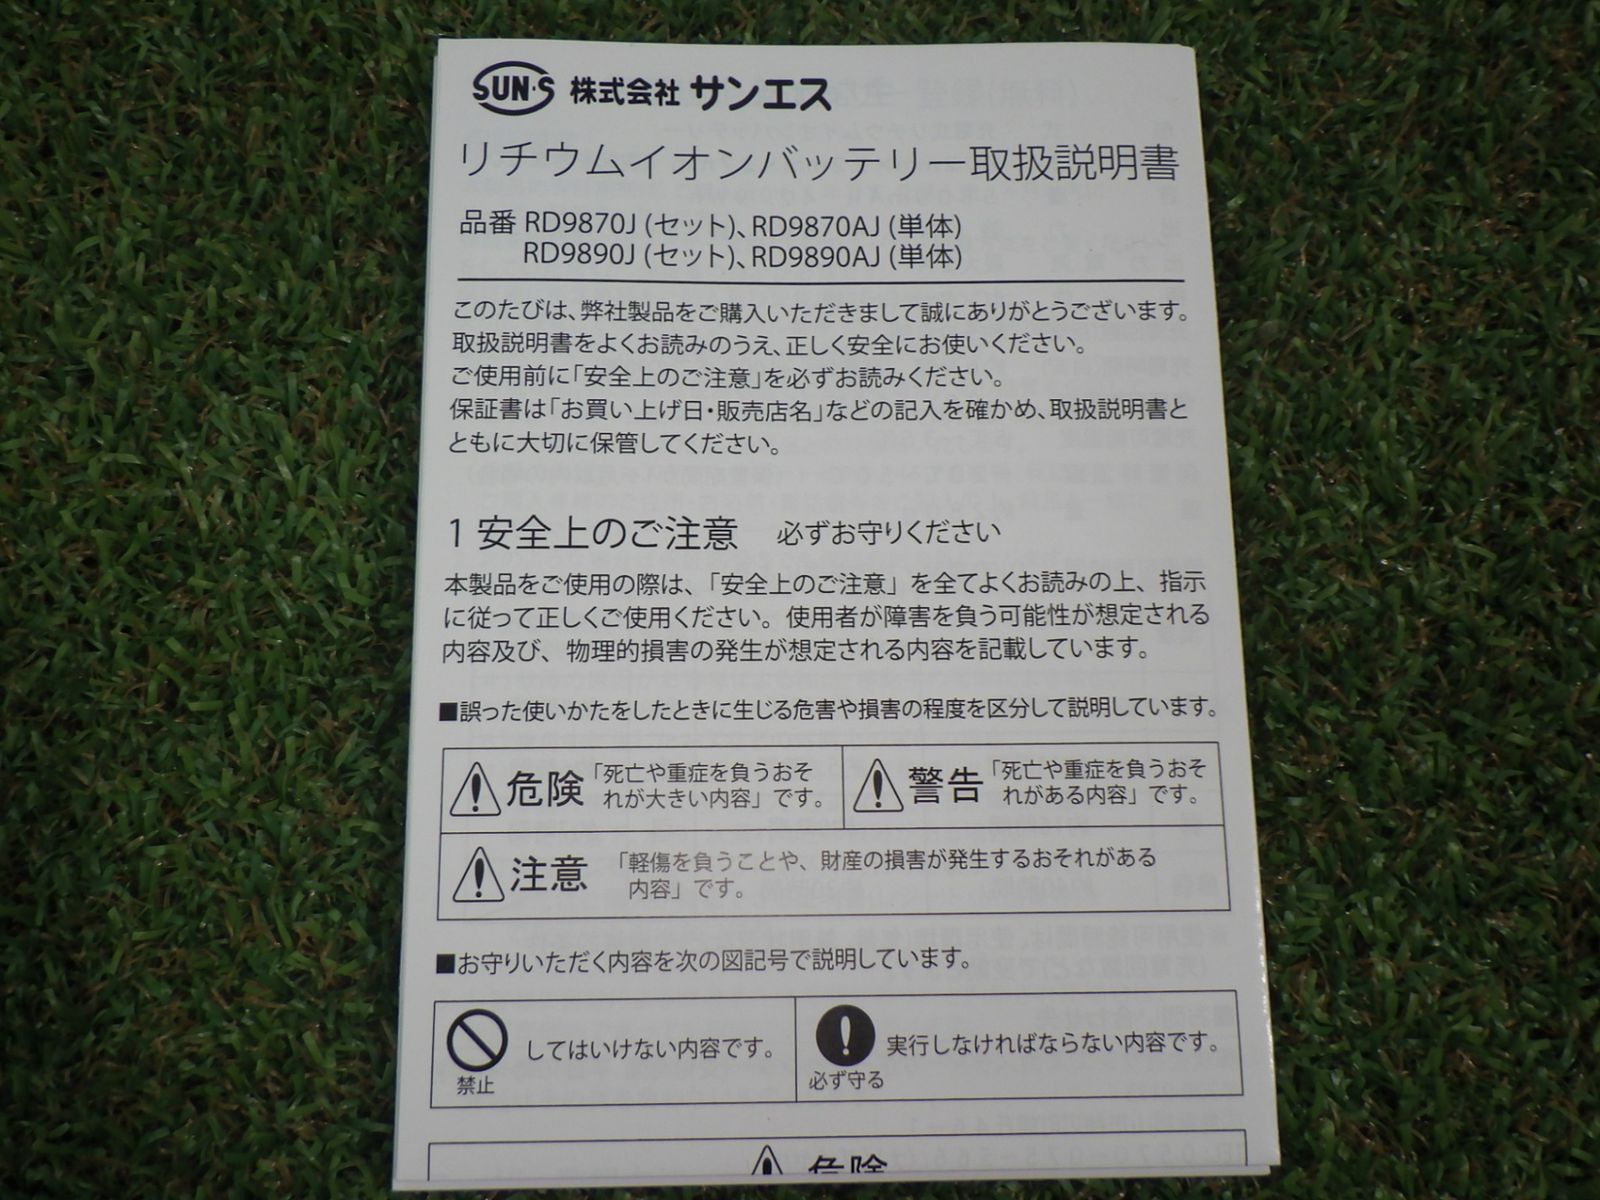 SUN・S 株式会社 サンエス
リチウムイオンバッテリー取扱説明書
品番 RD9870J (セット)、RD9870AJ (単体)
RD9890J (セット)、RD9890AJ (単体)
このたびは、弊社製品をご購入いただきまして誠にありがとうございます。
取扱説明書をよくお読みのうえ、正しく安全にお使いください。
ご使用前に「安全上のご注意」を必ずお読みください。
保証書は「お買い上げ日・販売店名」などの記入を確かめ、取扱説明書と
ともに大切に保管してください。
1 安全上のご注意 必ずお守りください
本製品をご使用の際は、「安全上のご注意」を全てよくお読みの上、指示
に従って正しくご使用ください。使用者が障害を負う可能性が想定される
内容及び、物理的損害の発生が想定される内容を記載しています。
■誤った使いかたをしたときに生じる危害や損害の程度を区分して説明しています。
危険 「死亡や重症を負うおそ
れが大きい内容」です。
警告 「死亡や重症を負うおそ
れがある内容」です。
注意 「軽傷を負うことや、財産の損害が発生するおそれがある
内容」です。
■お守りいただく内容を次の図記号で説明しています。
してはいけない内容です。
禁止
実行しなければならない内容です。
必ず守る
危険